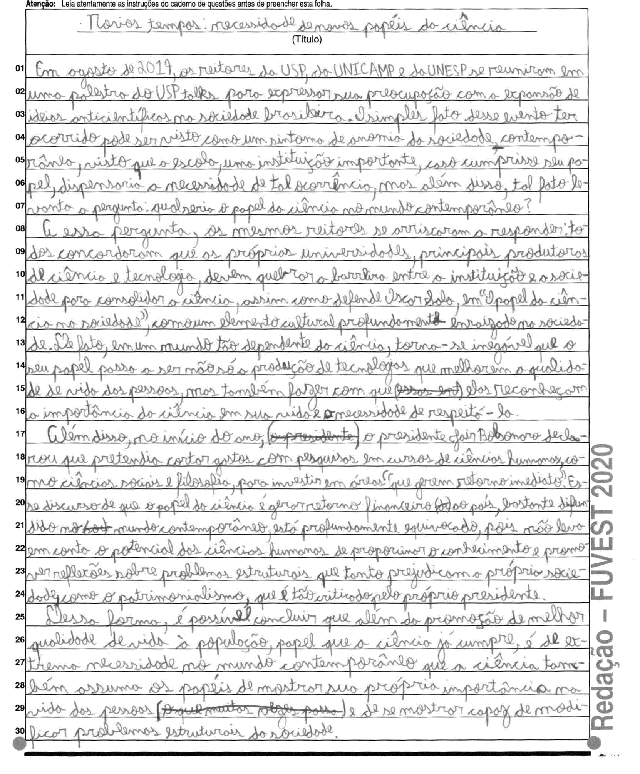 Atenção: Leia atentamente as instruções do caderno de questões antes de preencher esta folha.
Novos tempos: necessidade de novos papéis da ciência
(Título)
01 Em agosto de 2019, os reitores da USP, da UNICAMP e da UNESP se reuniram em
02 uma palestra do USP talks para expressar sua preocupação com a expansão de
03 ideias anticientíficas na sociedade brasileira. O simples fato desse evento ter
04 ocorrido pode ser visto como um sintoma de anomia da sociedade contempo-
05 rânea, visto que a escola, uma instituição importante, caso cumprisse seu pa-
06 pel, dispensaria a necessidade de tal ocorrência, mas além disso, tal fato le-
07 vanta a pergunta: qual seria o papel da ciência no mundo contemporâneo?
08 A essa pergunta, os mesmos reitores se arriscaram a responder: to-
09 dos concordaram que as próprias universidades, principais produtoras
10 de ciência e tecnologia, devem quebrar a barreira entre a instituição e a socie-
11 dade para consolidar a ciência, assim como defende Oscar Sala, em "O papel da ciên-
12 cia na sociedade", como um elemento cultural profundamente enraizado na socieda-
13 de. De fato, em um mundo tão dependente da ciência, torna-se inegável que o
14 seu papel passa a ser não só a produção de tecnologias que melhorem a qualida-
15 de de vida das pessoas, mas também fazer com que elas reconheçam
16 a importância da ciência em sua vida e a necessidade de respeitá-la.
17 Além disso, no início do ano, (o presidente) o presidente Jair Bolsonaro decla-
18 rou que pretendia cortar gastos com pesquisas em cursos de ciências humanas, co-
19 mo ciências sociais e filosofia, para investir em áreas "que gerem retorno imediato". Es-
20 se discurso de que o papel da ciência é gerar retorno financeiro ao país, bastante difun-
21 dido no mundo contemporâneo, está profundamente equivocado, pois não leva
22 em conta o potencial das ciências humanas de proporcionar o conhecimento e promo-
23 ver reflexões sobre problemas estruturais que tanto prejudicam a própria socie-
24 dade, como o patrimonialismo, que é tão criticado pelo próprio presidente.
25 Dessa forma, é possível concluir que além da promoção de melhor
26 qualidade de vida à população, papel que a ciência já cumpre, é de ex-
27 trema necessidade no mundo contemporâneo que a ciência tam-
28 bém assuma os papéis de mostrar sua própria importância na
29 vida das pessoas (o que muitas vezes passa) e de se mostrar capaz de modi-
30 ficar problemas estruturais da sociedade.
Redação – FUVEST 2020